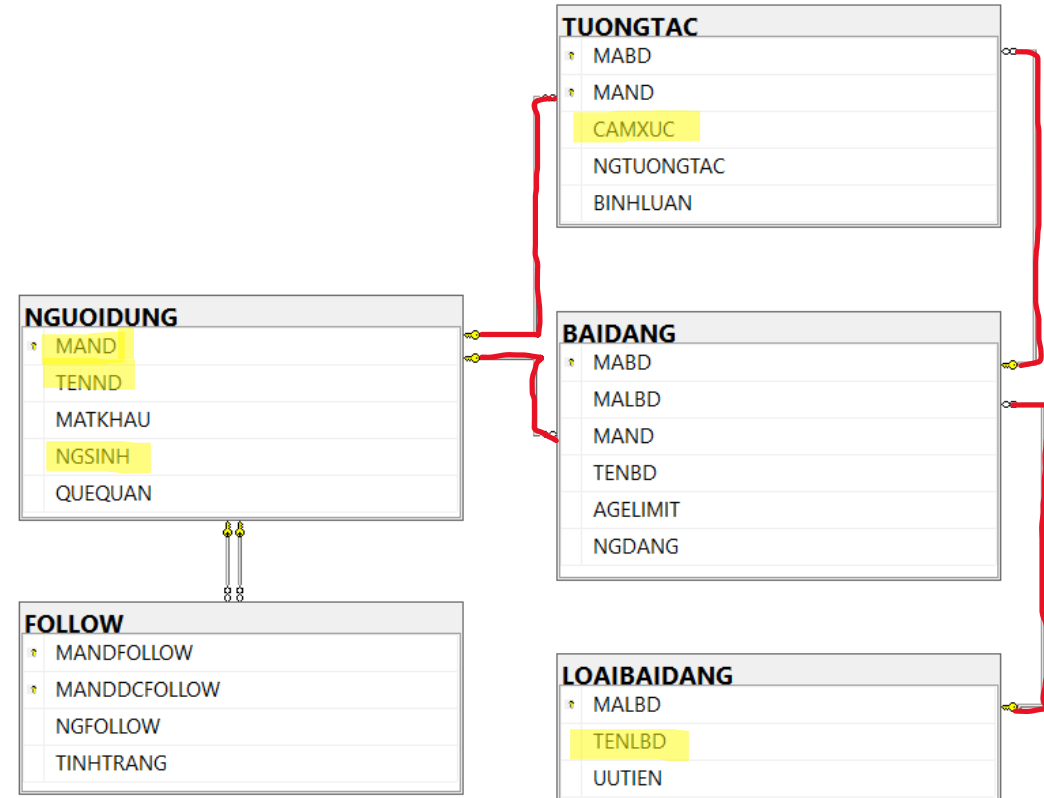 TUONGTAC
MABD
MAND
CAMXUC
NGTUONGTAC
BINHLUAN
NGUOIDUNG
MAND
TENND
MATKHAU
NGSINH
QUEQUAN
BAIDANG
MABD
MALBD
MAND
TENBD
AGELIMIT
NGDANG
FOLLOW
MANDFOLLOW
MANDDCFOLLOW
NGFOLLOW
TINHTRANG
LOAIBAIDANG
MALBD
TENLBD
UUTIEN